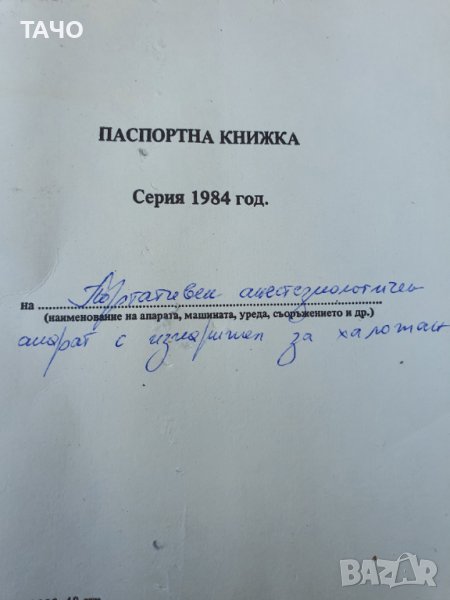 ТАЧО
ПАСПОРТНА КНИЖКА
Серия 1984 год.
на Портативен анестезиологичен
(наименование на апарата, машината, уреда, съоръжението и др.)
апарат с изпарител за халотан
BAZAR